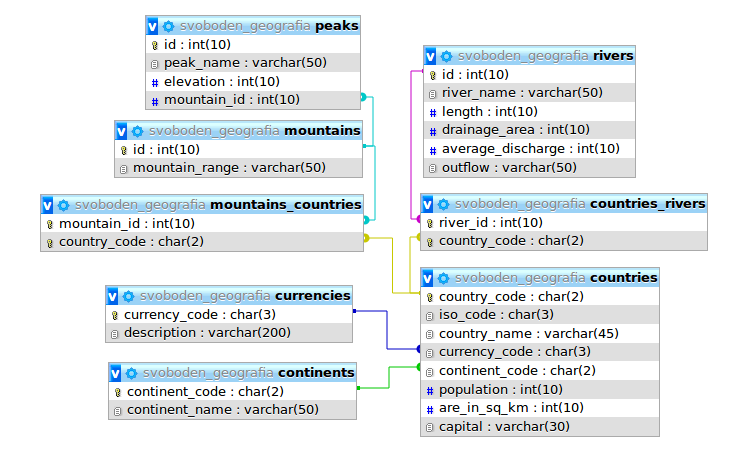 v svoboden_geografia peaks
id : int(10)
peak_name : varchar(50)
# elevation : int(10)
# mountain_id : int(10)
v svoboden_geografia mountains
id : int(10)
mountain_range : varchar(50)
v svoboden_geografia mountains_countries
mountain_id : int(10)
country_code : char(2)
v svoboden_geografia currencies
currency_code : char(3)
description : varchar(200)
v svoboden_geografia continents
continent_code : char(2)
continent_name : varchar(50)
v svoboden_geografia rivers
id : int(10)
river_name : varchar(50)
# length : int(10)
# drainage_area : int(10)
# average_discharge : int(10)
outflow : varchar(50)
v svoboden_geografia countries_rivers
river_id : int(10)
country_code : char(2)
v svoboden_geografia countries
country_code : char(2)
iso_code : char(3)
country_name : varchar(45)
currency_code : char(3)
continent_code : char(2)
# population : int(10)
# are_in_sq_km : int(10)
capital : varchar(30)